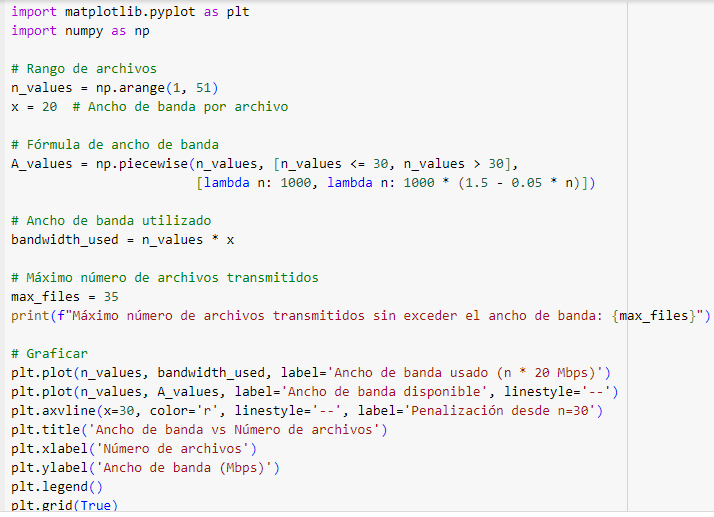 import matplotlib.pyplot as plt
import numpy as np
# Rango de archivos
n_values = np.arange(1, 51)
x = 20  # Ancho de banda por archivo
# Fórmula de ancho de banda
A_values = np.piecewise(n_values, [n_values <= 30, n_values > 30],
                        [lambda n: 1000, lambda n: 1000 * (1.5 - 0.05 * n)])
# Ancho de banda utilizado
bandwidth_used = n_values * x
# Máximo número de archivos transmitidos
max_files = 35
print(f"Máximo número de archivos transmitidos sin exceder el ancho de banda: {max_files}")
# Graficar
plt.plot(n_values, bandwidth_used, label='Ancho de banda usado (n * 20 Mbps)')
plt.plot(n_values, A_values, label='Ancho de banda disponible', linestyle='--')
plt.axvline(x=30, color='r', linestyle='--', label='Penalización desde n=30')
plt.title('Ancho de banda vs Número de archivos')
plt.xlabel('Número de archivos')
plt.ylabel('Ancho de banda (Mbps)')
plt.legend()
plt.grid(True)